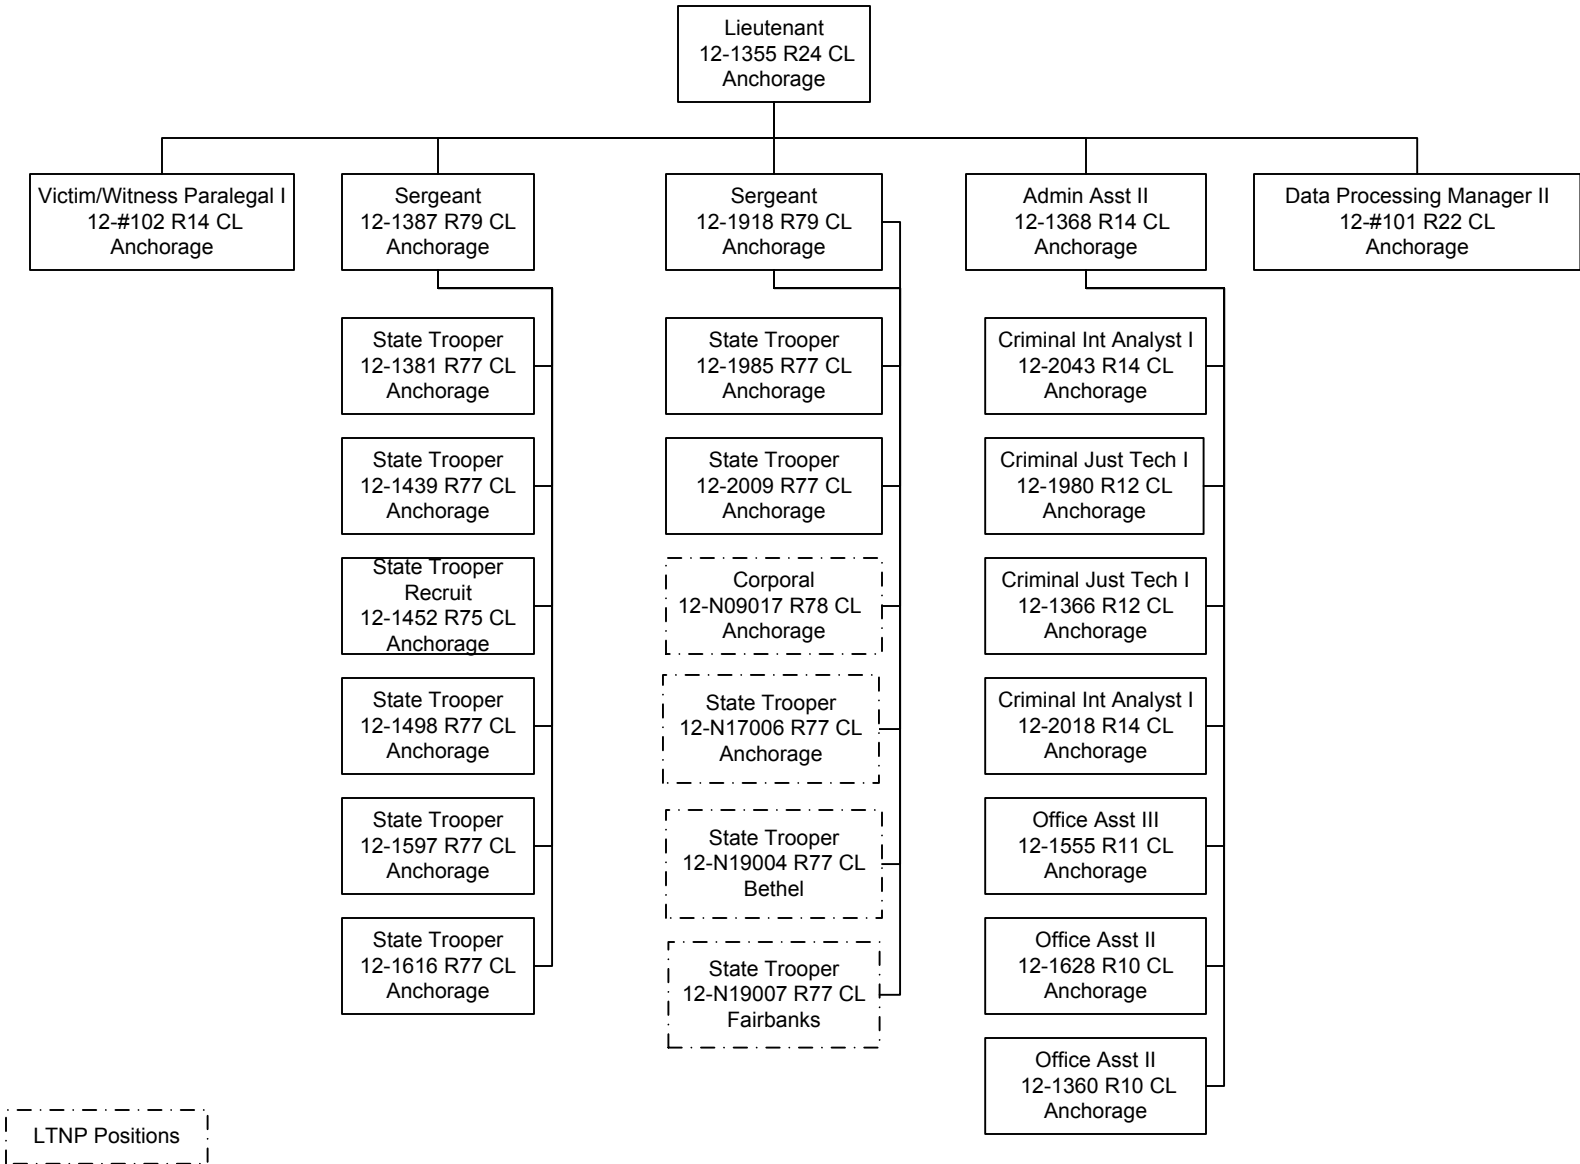 Lieutenant
12-1355 R24 CL
Anchorage
Victim/Witness Paralegal I
12-#102 R14 CL
Anchorage
Sergeant
12-1387 R79 CL
Anchorage
Sergeant
12-1918 R79 CL
Anchorage
Admin Asst II
12-1368 R14 CL
Anchorage
Data Processing Manager II
12-#101 R22 CL
Anchorage
State Trooper
12-1381 R77 CL
Anchorage
State Trooper
12-1439 R77 CL
Anchorage
State Trooper
Recruit
12-1452 R75 CL
Anchorage
State Trooper
12-1498 R77 CL
Anchorage
State Trooper
12-1597 R77 CL
Anchorage
State Trooper
12-1616 R77 CL
Anchorage
State Trooper
12-1985 R77 CL
Anchorage
State Trooper
12-2009 R77 CL
Anchorage
Corporal
12-N09017 R78 CL
Anchorage
State Trooper
12-N17006 R77 CL
Anchorage
State Trooper
12-N19004 R77 CL
Bethel
State Trooper
12-N19007 R77 CL
Fairbanks
Criminal Int Analyst I
12-2043 R14 CL
Anchorage
Criminal Just Tech I
12-1980 R12 CL
Anchorage
Criminal Just Tech I
12-1366 R12 CL
Anchorage
Criminal Int Analyst I
12-2018 R14 CL
Anchorage
Office Asst III
12-1555 R11 CL
Anchorage
Office Asst II
12-1628 R10 CL
Anchorage
Office Asst II
12-1360 R10 CL
Anchorage
LTNP Positions